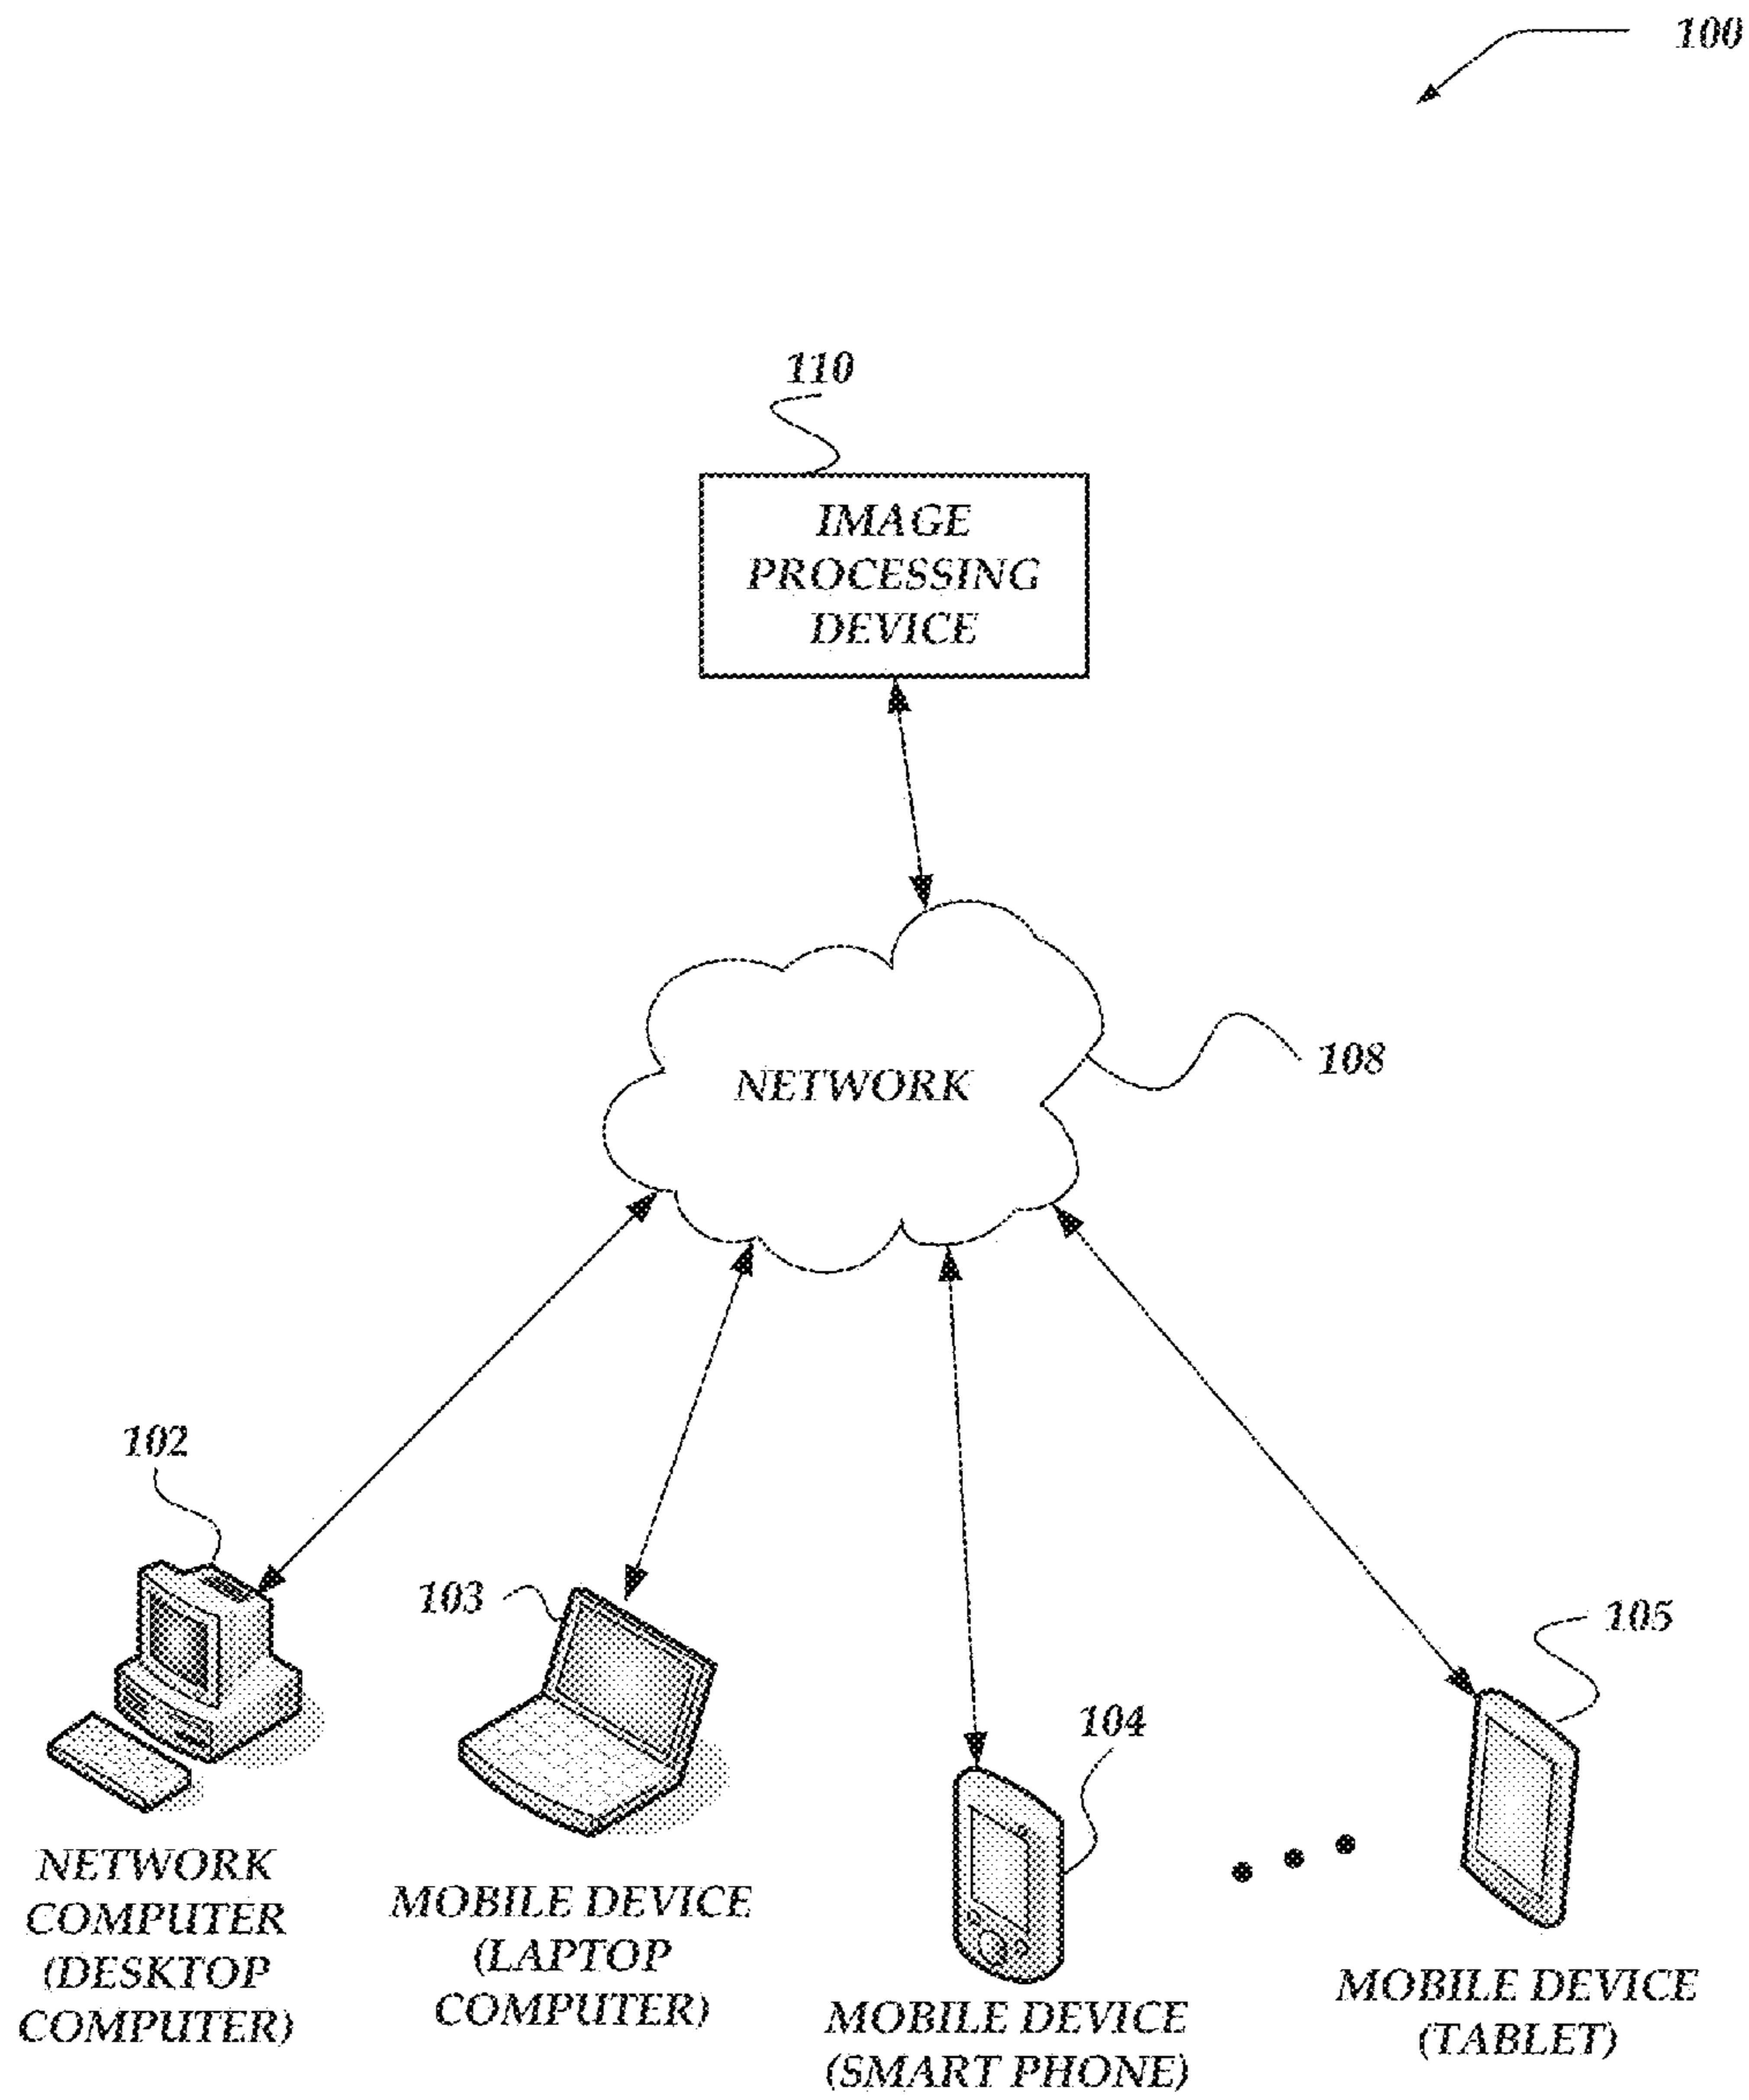 100
110
IMAGE
PROCESSING
DEVICE
NETWORK
108
102
103
104
105
NETWORK
COMPUTER
(DESKTOP
COMPUTER)
MOBILE DEVICE
(LAPTOP
COMPUTER)
MOBILE DEVICE
(SMART PHONE)
MOBILE DEVICE
(TABLET)